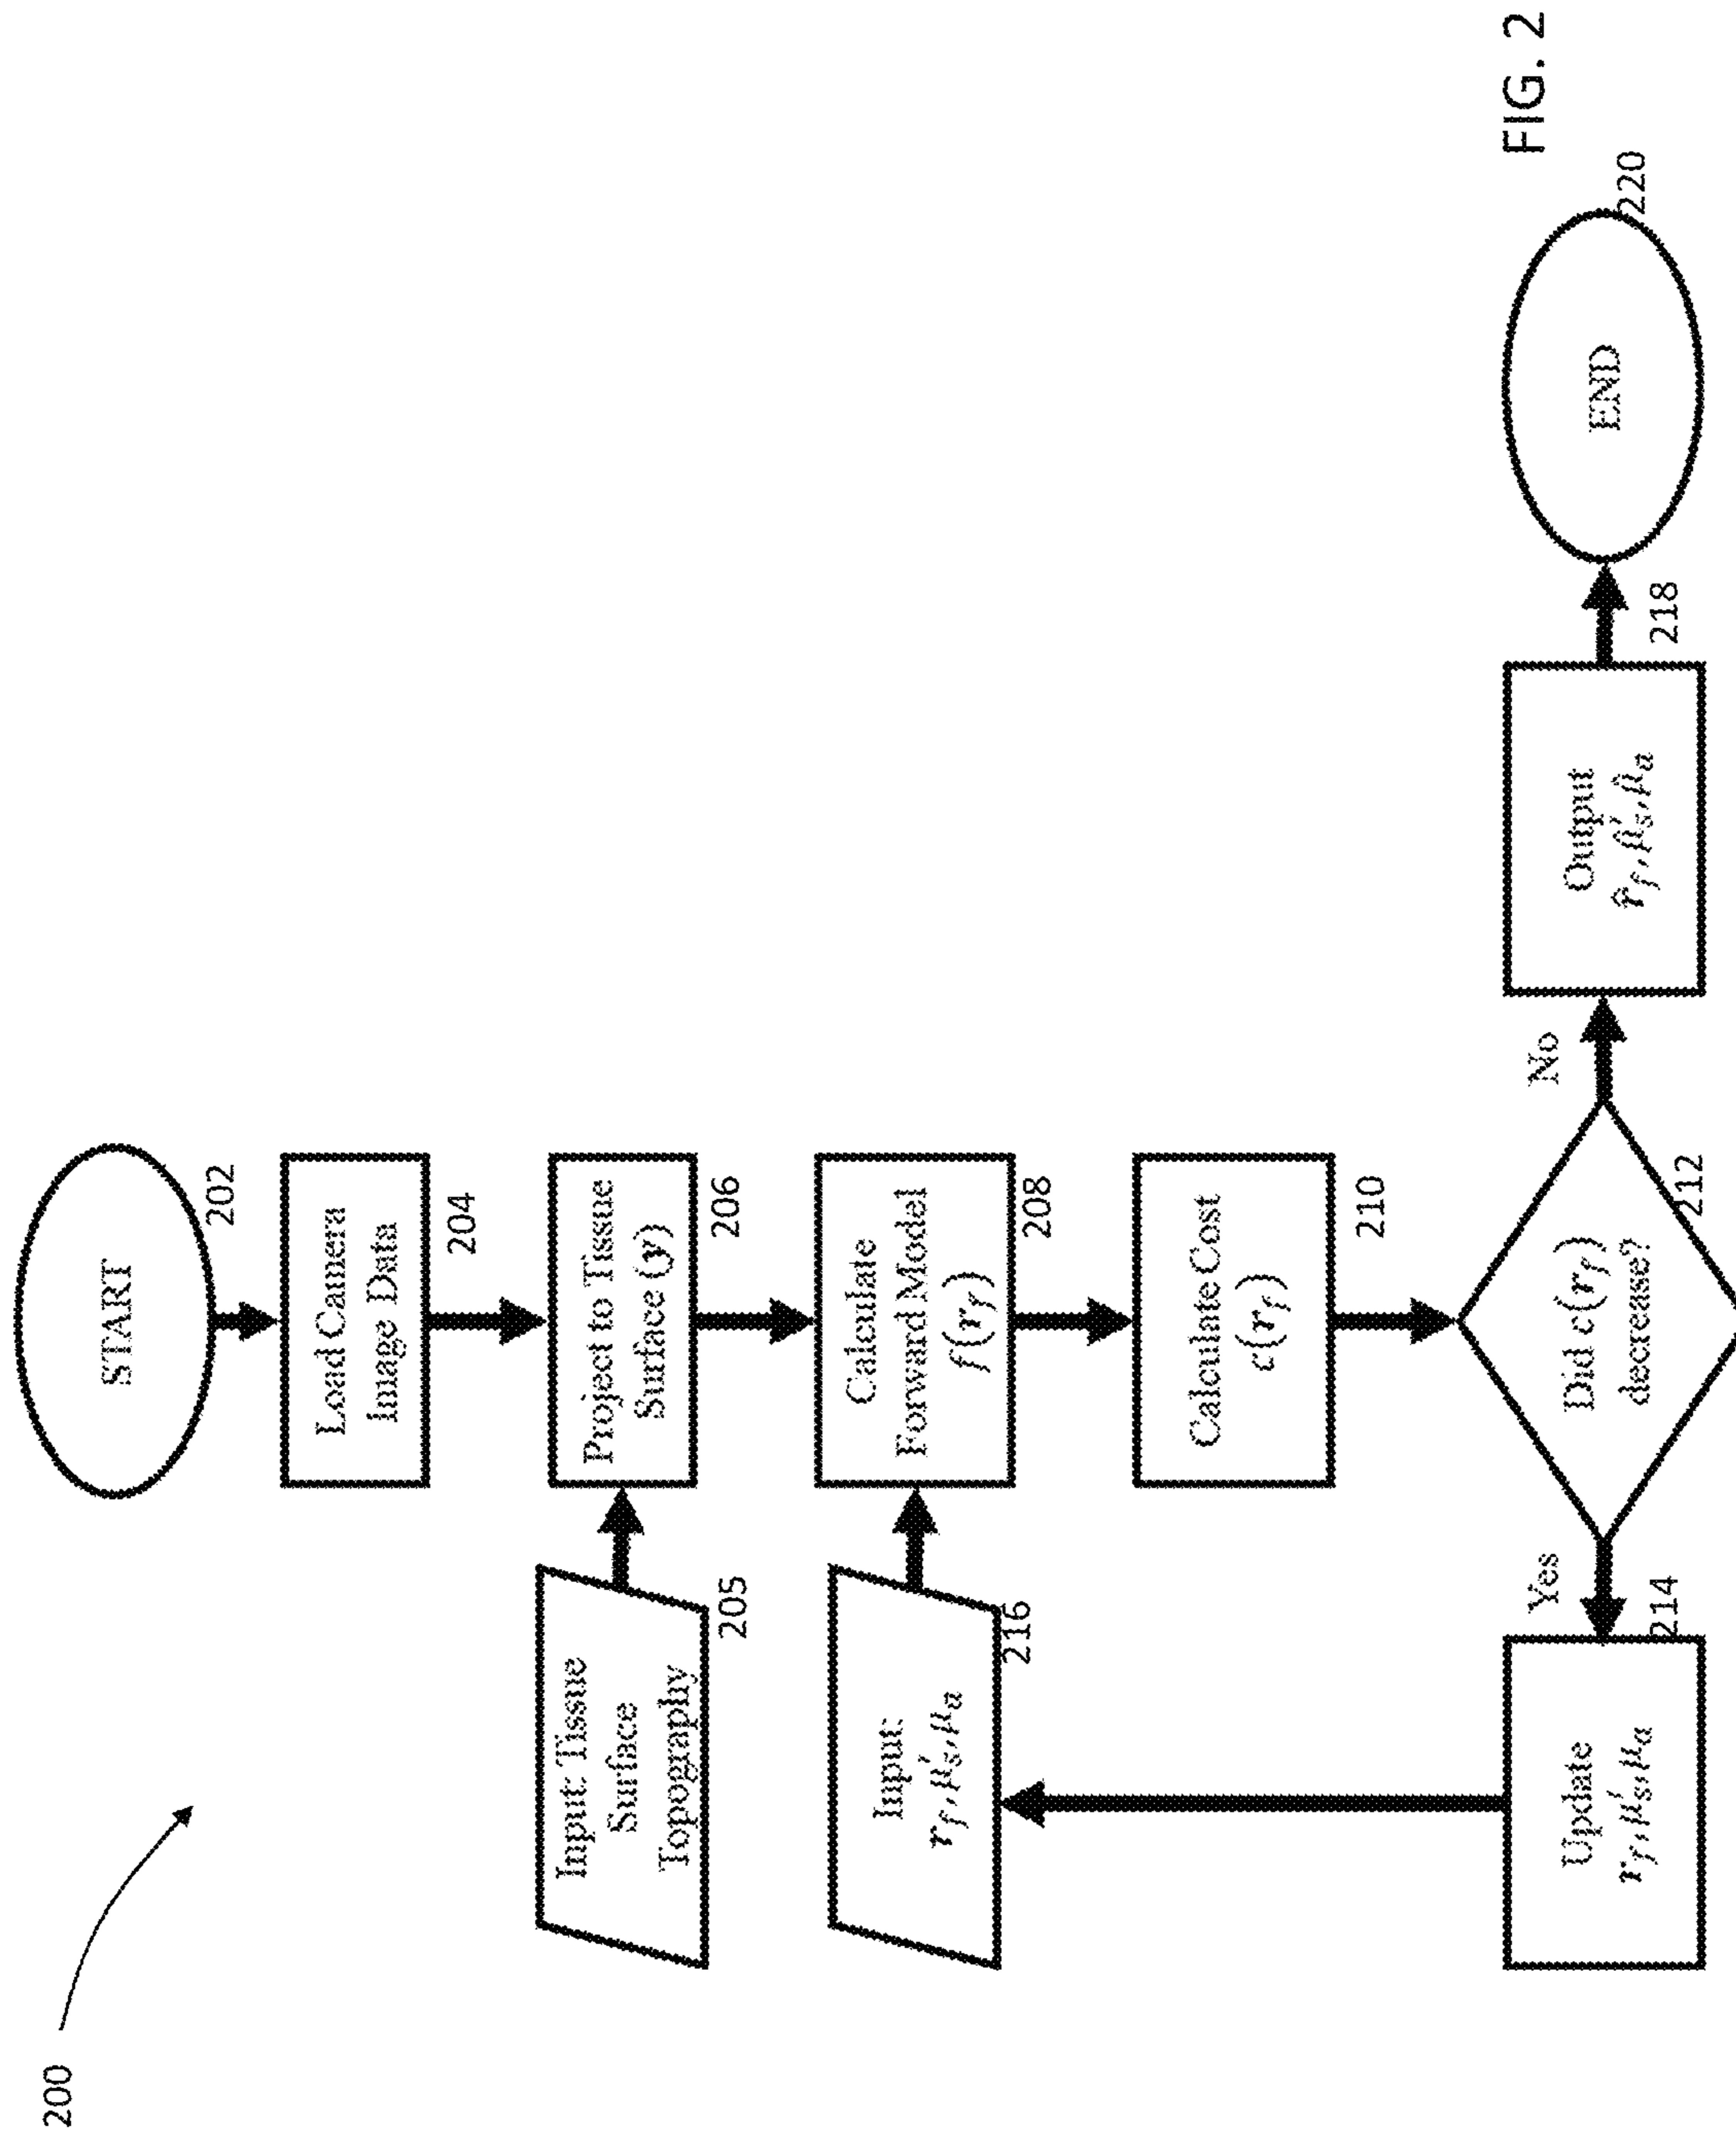 200
START
202
Load Camera
Image Data
204
Input: Tissue
Surface
Topography
205
Project to Tissue
Surface (y)
206
Input:
r_f, μ′_s, μ_a
216
Calculate
Forward Model
f(r_f)
208
Calculate Cost
c(r_f)
210
Did c(r_f)
decrease?
212
Yes
No
Update
r_f, μ′_s, μ_a
214
Output
r̂_f, μ̂′_s, μ̂_a
218
END
220
FIG. 2